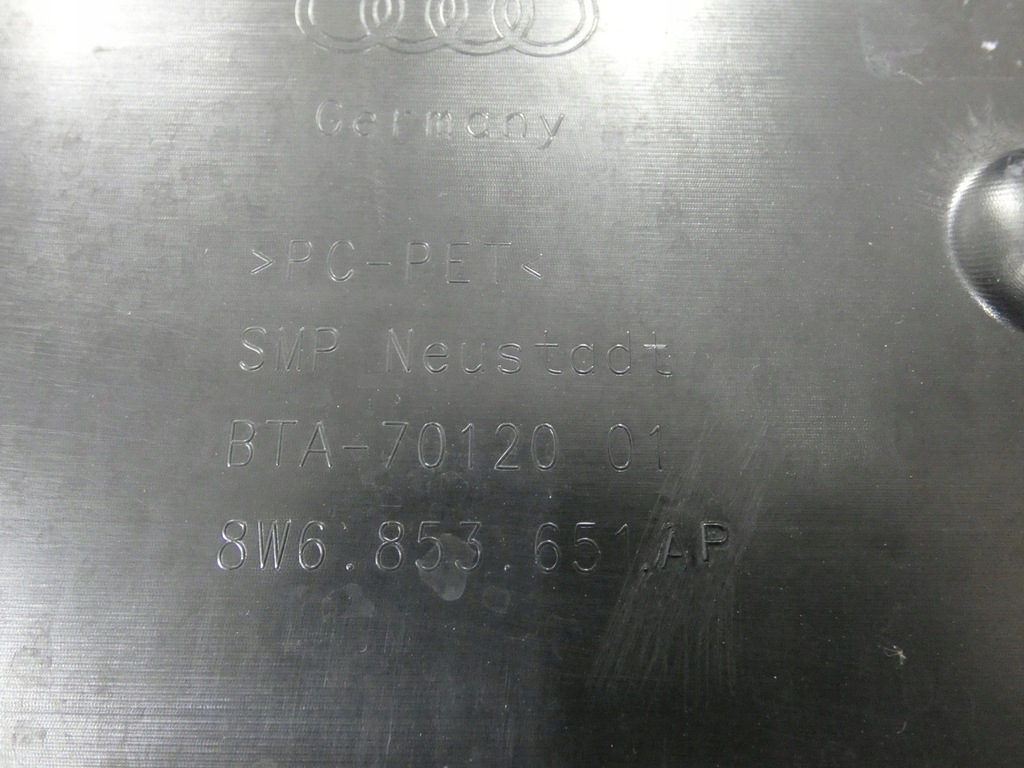 Germany
>PC-PET<
SMP Neustadt
BTA-70120 01
8W6.853.651.AP